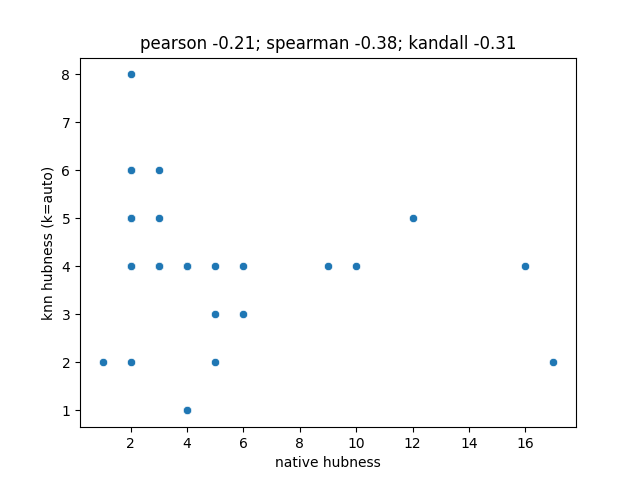 pearson -0.21; spearman -0.38; kandall -0.31
8
7
6
5
4
3
2
1
knn hubness (k=auto)
2 4 6 8 10 12 14 16
native hubness